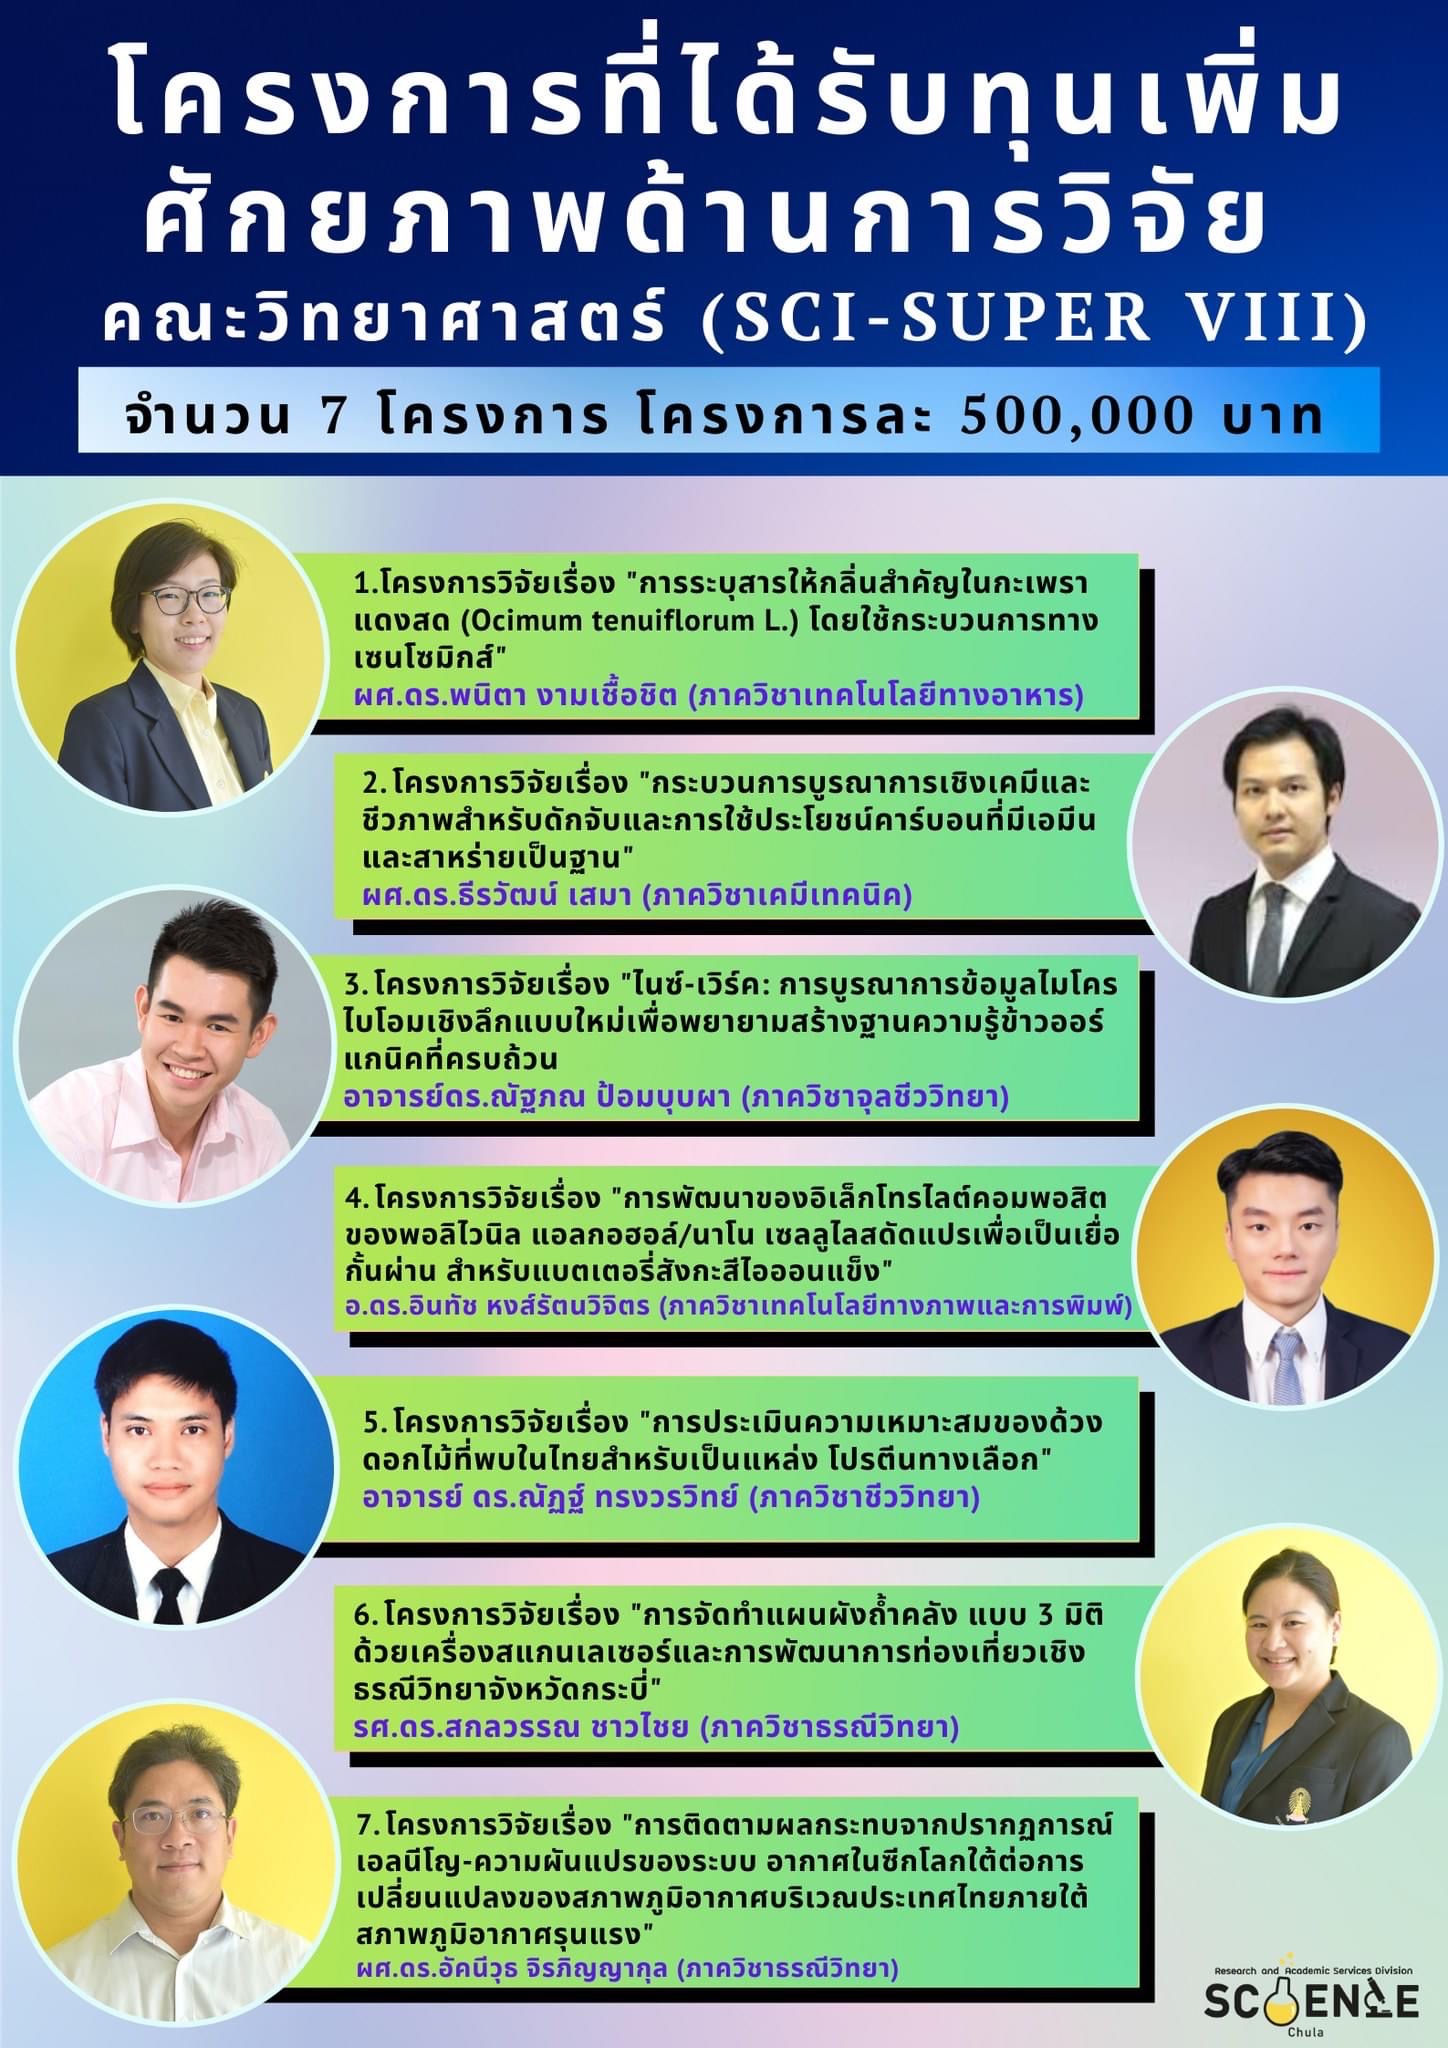 โครงการที่ได้รับทุนเพิ่ม
ศักยภาพด้านการวิจัย
คณะวิทยาศาสตร์ (SCI-SUPER VIII)
จำนวน 7 โครงการ โครงการละ 500,000 บาท
1.โครงการวิจัยเรื่อง "การระบุสารให้กลิ่นสำคัญในกะเพรา
แดงสด (Ocimum tenuiflorum L.) โดยใช้กระบวนการทาง
เซนโซมิกส์"
ผศ.ดร.พนิตา งามเชื้อชิต (ภาควิชาเทคโนโลยีทางอาหาร)
2.โครงการวิจัยเรื่อง "กระบวนการบูรณาการเชิงเคมีและ
ชีวภาพสำหรับดักจับและการใช้ประโยชน์คาร์บอนที่มีเอมีน
และสาหร่ายเป็นฐาน"
ผศ.ดร.ธีรวัฒน์ เสมา (ภาควิชาเคมีเทคนิค)
3.โครงการวิจัยเรื่อง "ไนซ์-เวิร์ค: การบูรณาการข้อมูลไมโคร
ไบโอมเชิงลึกแบบใหม่เพื่อพยายามสร้างฐานความรู้ข้าวออร์
แกนิคที่ครบถ้วน
อาจารย์ดร.ณัฐภณ ป้อมบุบผา (ภาควิชาจุลชีววิทยา)
4.โครงการวิจัยเรื่อง "การพัฒนาของอิเล็กโทรไลต์คอมพอสิต
ของพอลิไวนิล แอลกอฮอล์/นาโน เซลลูไลสดัดแปรเพื่อเป็นเยื่อ
กั้นผ่าน สำหรับแบตเตอรี่สังกะสีไอออนแข็ง"
อ.ดร.อินทัช หงส์รัตนวิจิตร (ภาควิชาเทคโนโลยีทางภาพและการพิมพ์)
5.โครงการวิจัยเรื่อง "การประเมินความเหมาะสมของด้วง
ดอกไม้ที่พบในไทยสำหรับเป็นแหล่ง โปรตีนทางเลือก"
อาจารย์ ดร.ณัฏฐ์ ทรงวรวิทย์ (ภาควิชาชีววิทยา)
6.โครงการวิจัยเรื่อง "การจัดทำแผนผังถ้ำคลัง แบบ 3 มิติ
ด้วยเครื่องสแกนเลเซอร์และการพัฒนาการท่องเที่ยวเชิง
ธรณีวิทยาจังหวัดกระบี่"
รศ.ดร.สกลวรรณ ชาวไชย (ภาควิชาธรณีวิทยา)
7.โครงการวิจัยเรื่อง "การติดตามผลกระทบจากปรากฏการณ์
เอลนีโญ-ความผันแปรของระบบ อากาศในซีกโลกใต้ต่อการ
เปลี่ยนแปลงของสภาพภูมิอากาศบริเวณประเทศไทยภายใต้
สภาพภูมิอากาศรุนแรง"
ผศ.ดร.อัคนีวุธ จิรภิญญากุล (ภาควิชาธรณีวิทยา)
Research and Academic Services Division
SCIENCE
Chula